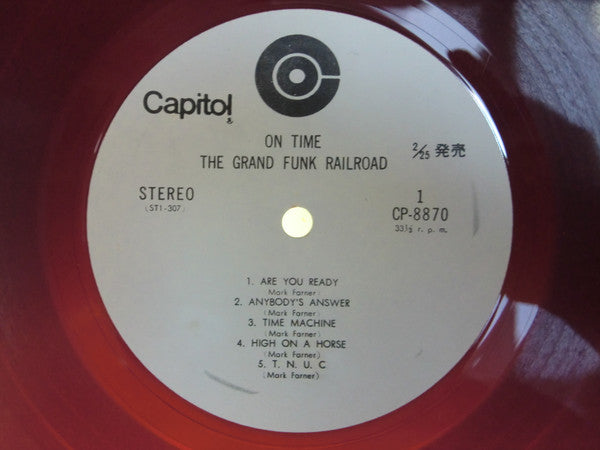 Capitol
ON TIME
THE GRAND FUNK RAILROAD
2/25 発売
STEREO
(ST1-307)
1
CP-8870
33⅓ r. p. m.
1. ARE YOU READY
(Mark Farner)
2. ANYBODY'S ANSWER
(Mark Farner)
3. TIME MACHINE
(Mark Farner)
4. HIGH ON A HORSE
(Mark Farner)
5. T. N. U. C
(Mark Farner)